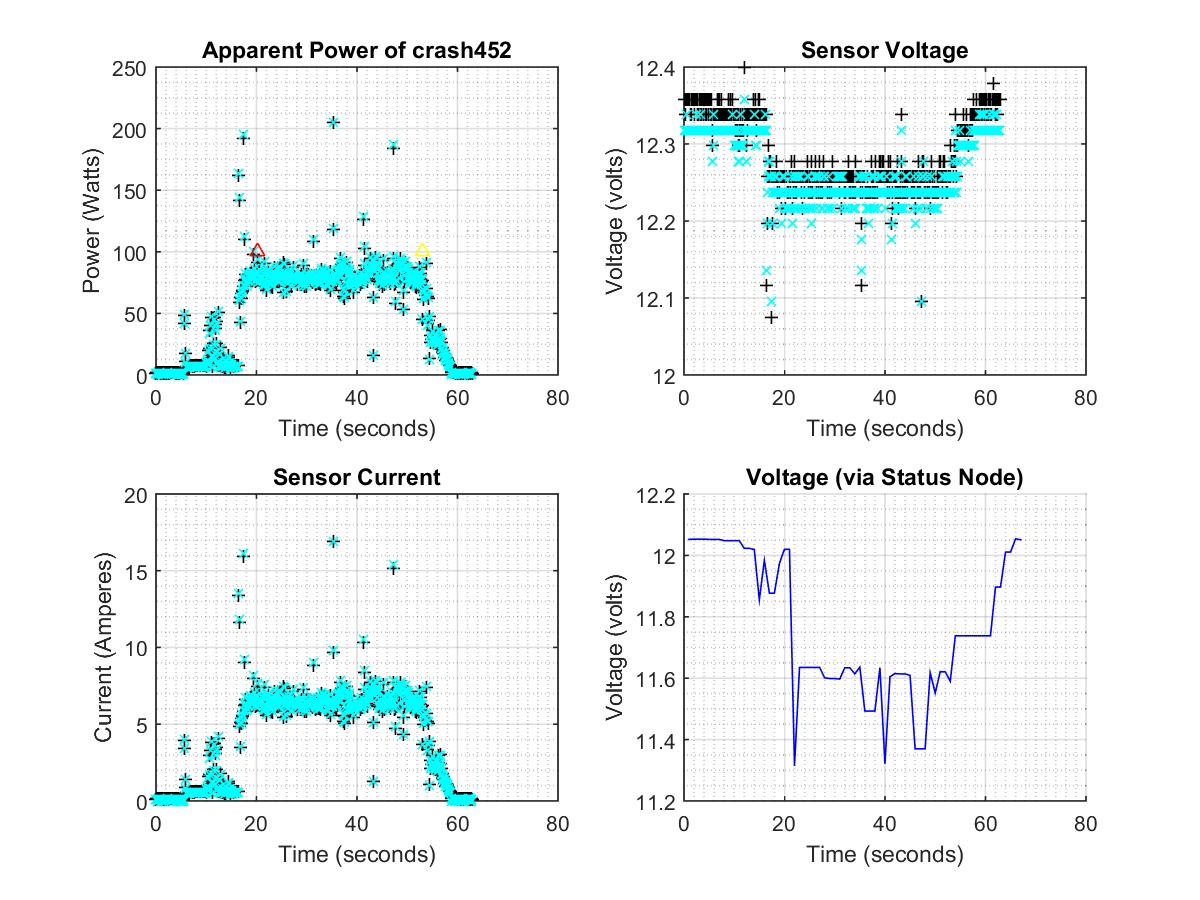 Apparent Power of crash452
250
200
150
100
50
0
0 20 40 60 80
Power (Watts)
Time (seconds)
Sensor Voltage
12.4
12.3
12.2
12.1
12
0 20 40 60 80
Voltage (volts)
Time (seconds)
Sensor Current
20
15
10
5
0
0 20 40 60 80
Current (Amperes)
Time (seconds)
Voltage (via Status Node)
12.2
12
11.8
11.6
11.4
11.2
0 20 40 60 80
Voltage (volts)
Time (seconds)